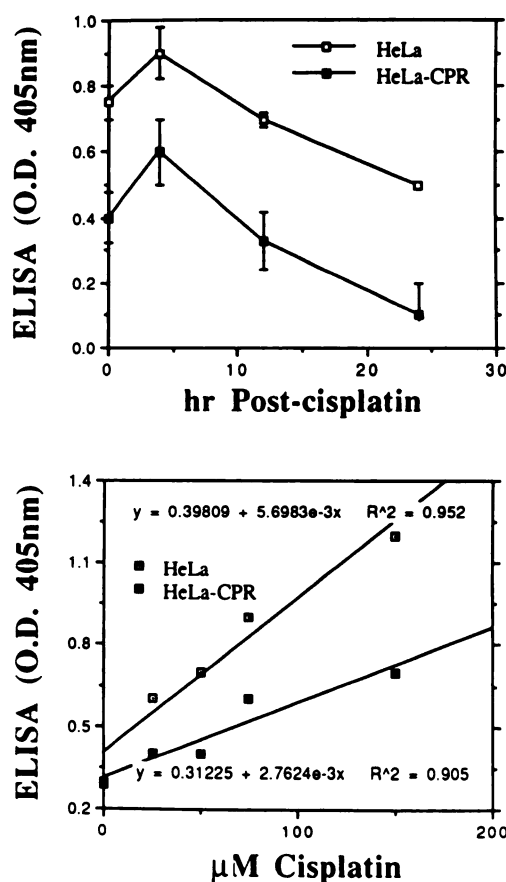 ELISA (O.D. 405nm)
1.0
0.8
0.6
0.4
0.2
0.0
HeLa
HeLa-CPR
0
10
20
30
hr Post-cisplatin
ELISA (O.D. 405nm)
1.4
1.1
0.8
0.5
0.2
y = 0.39809 + 5.6983e-3x R^2 = 0.952
HeLa
HeLa-CPR
y = 0.31225 + 2.7624e-3x R^2 = 0.905
0
100
200
µM Cisplatin